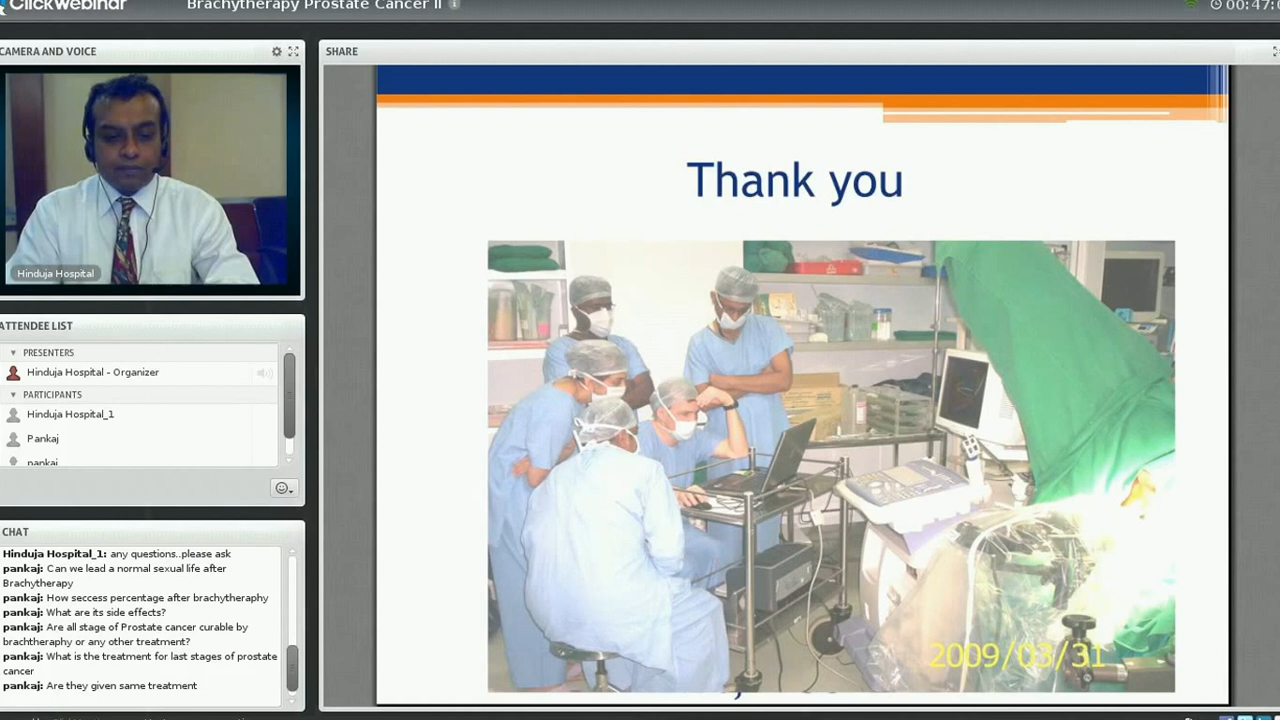 ClickWebinar
Brachytherapy Prostate Cancer II
00:47:
CAMERA AND VOICE
SHARE
Hinduja Hospital
Thank you
ATTENDEE LIST
PRESENTERS
Hinduja Hospital - Organizer
PARTICIPANTS
Hinduja Hospital_1
Pankaj
pankaj
CHAT
Hinduja Hospital_1: any questions..please ask
pankaj: Can we lead a normal sexual life after
Brachytherapy
pankaj: How seccess percentage after brachytheraphy
pankaj: What are its side effects?
pankaj: Are all stage of Prostate cancer curable by
brachtheraphy or any other treatment?
pankaj: What is the treatment for last stages of prostate
cancer
pankaj: Are they given same treatment
2009/03/31